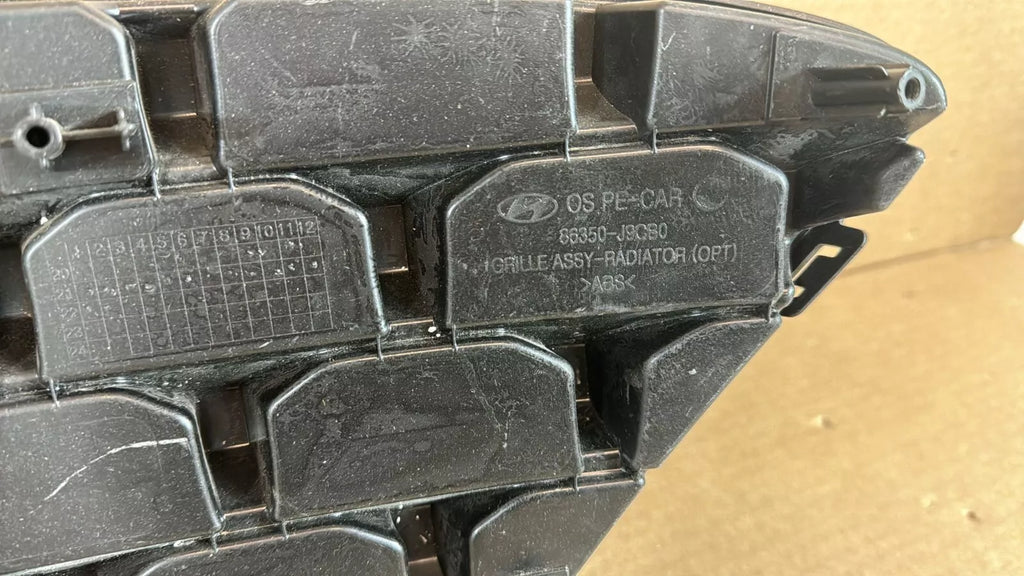 OS PE-CAR
86350-J9CB0
GRILLE ASSY-RADIATOR (OPT)
>ABS<
1 2 3 4 5 6 7 8 9 10 11 12